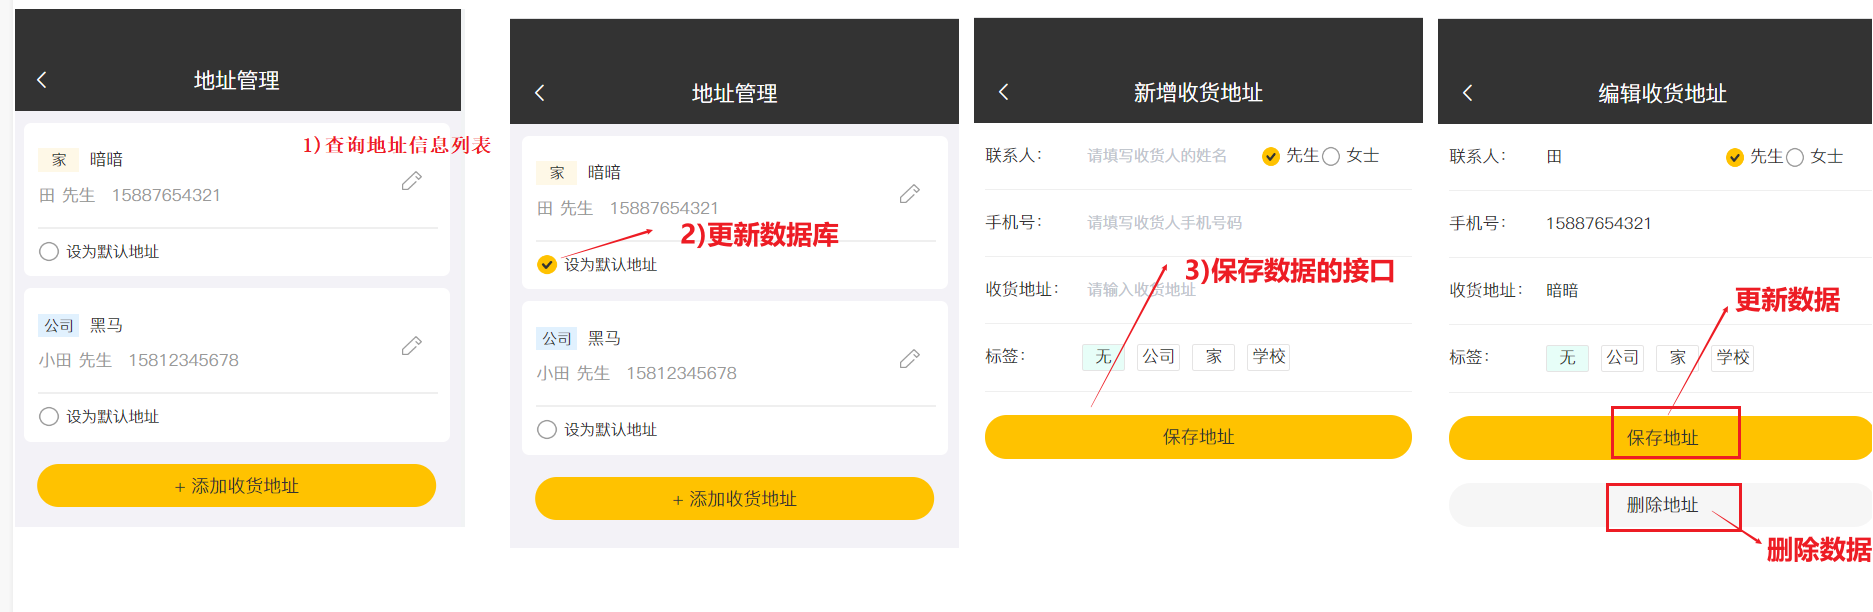 地址管理
1)查询地址信息列表
家 暗暗
田 先生 15887654321
设为默认地址
公司 黑马
小田 先生 15812345678
设为默认地址
+ 添加收货地址
地址管理
家 暗暗
田 先生 15887654321
2)更新数据库
设为默认地址
公司 黑马
小田 先生 15812345678
设为默认地址
+ 添加收货地址
新增收货地址
联系人： 请填写收货人的姓名 先生 女士
手机号： 请填写收货人手机号码
3)保存数据的接口
收货地址： 请输入收货地址
标签： 无 公司 家 学校
保存地址
编辑收货地址
联系人： 田 先生 女士
手机号： 15887654321
收货地址： 暗暗
更新数据
标签： 无 公司 家 学校
保存地址
删除地址
删除数据